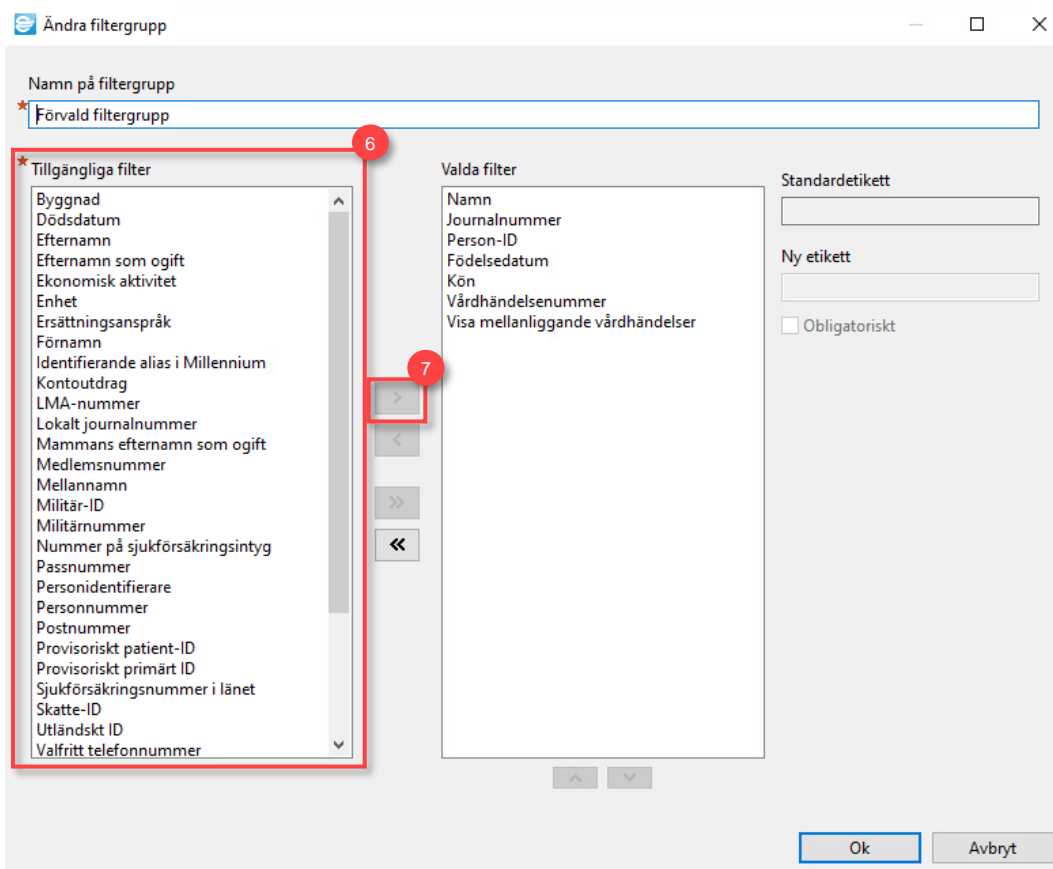 Ändra filtergrupp
Namn på filtergrupp
* Förvald filtergrupp
6
* Tillgängliga filter
Byggnad
Dödsdatum
Efternamn
Efternamn som ogift
Ekonomisk aktivitet
Enhet
Ersättningsanspråk
Förnamn
Identifierande alias i Millennium
Kontoutdrag
LMA-nummer
Lokalt journalnummer
Mammans efternamn som ogift
Medlemsnummer
Mellannamn
Militär-ID
Militärnummer
Nummer på sjukförsäkringsintyg
Passnummer
Personidentifierare
Personnummer
Postnummer
Provisoriskt patient-ID
Provisoriskt primärt ID
Sjukförsäkringsnummer i länet
Skatte-ID
Utländskt ID
Valfritt telefonnummer
7
>
<
>>
<<
Valda filter
Namn
Journalnummer
Person-ID
Födelsedatum
Kön
Vårdhändelsenummer
Visa mellanliggande vårdhändelser
Standardetikett
Ny etikett
Obligatoriskt
Ok
Avbryt